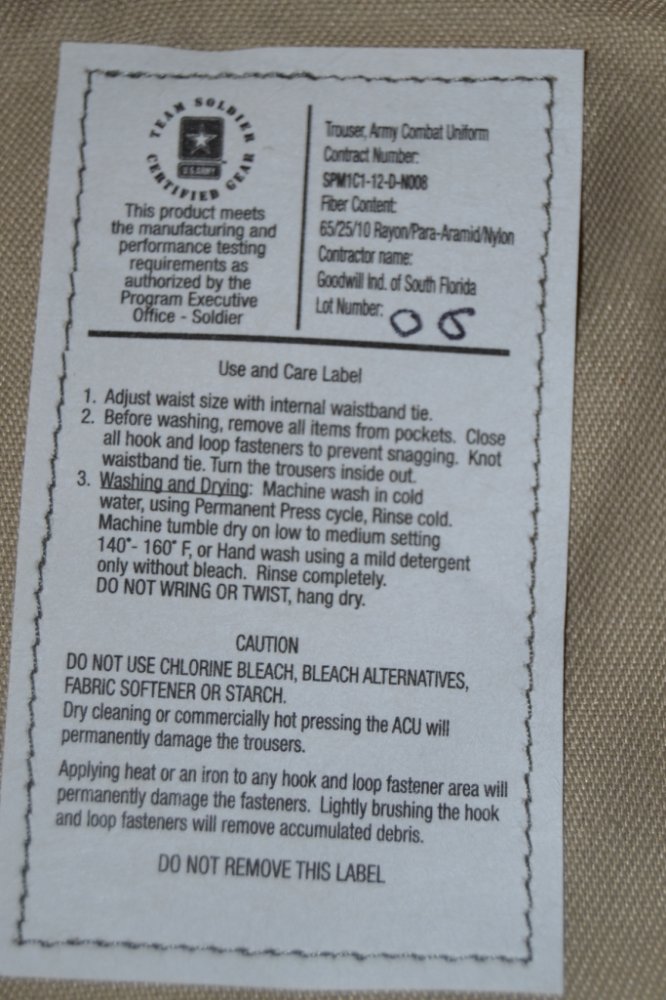 TEAM SOLDIER
U.S. ARMY
CERTIFIED GEAR
This product meets
the manufacturing and
performance testing
requirements as
authorized by the
Program Executive
Office - Soldier
Trouser, Army Combat Uniform
Contract Number:
SPM1C1-12-D-N008
Fiber Content:
65/25/10 Rayon/Para-Aramid/Nylon
Contractor name:
Goodwill Ind. of South Florida
Lot Number: 05
Use and Care Label
1. Adjust waist size with internal waistband tie.
2. Before washing, remove all items from pockets. Close
all hook and loop fasteners to prevent snagging. Knot
waistband tie. Turn the trousers inside out.
3. Washing and Drying: Machine wash in cold
water, using Permanent Press cycle, Rinse cold.
Machine tumble dry on low to medium setting
140°- 160° F, or Hand wash using a mild detergent
only without bleach. Rinse completely.
DO NOT WRING OR TWIST, hang dry.
CAUTION
DO NOT USE CHLORINE BLEACH, BLEACH ALTERNATIVES,
FABRIC SOFTENER OR STARCH.
Dry cleaning or commercially hot pressing the ACU will
permanently damage the trousers.
Applying heat or an iron to any hook and loop fastener area will
permanently damage the fasteners. Lightly brushing the hook
and loop fasteners will remove accumulated debris.
DO NOT REMOVE THIS LABEL